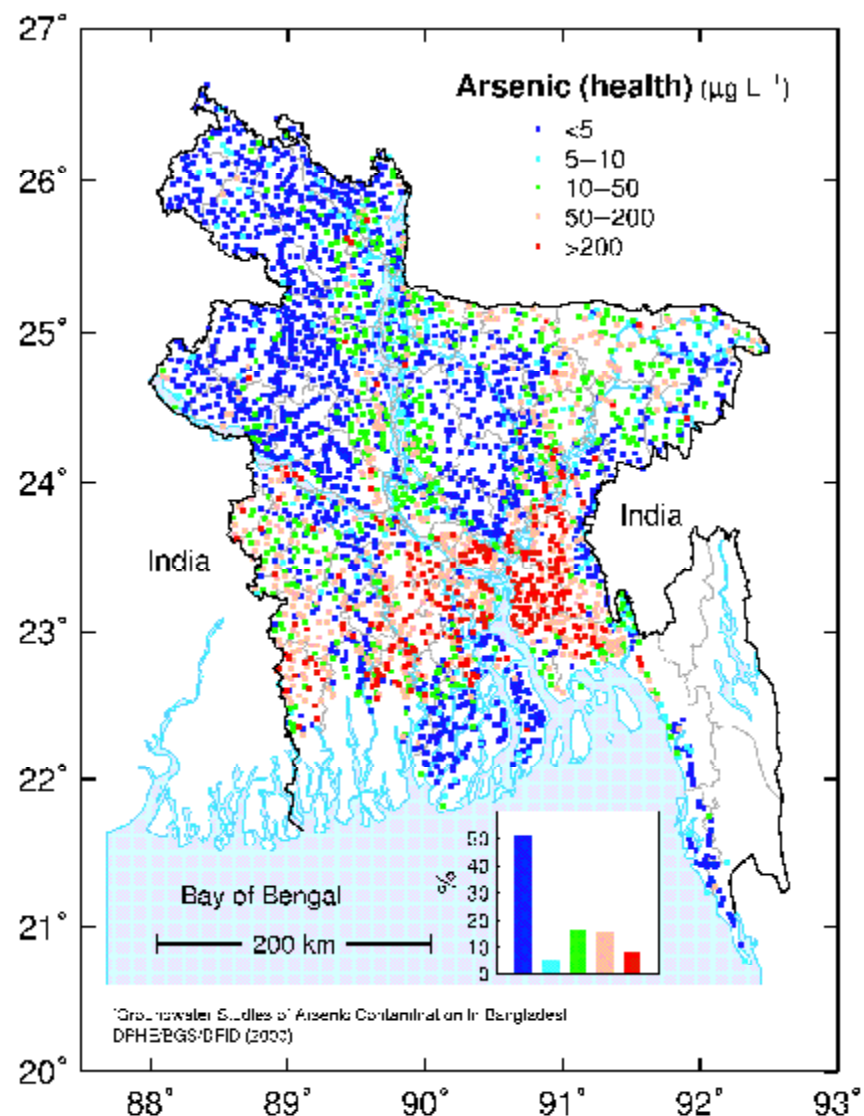 27°
Arsenic (health) (µg L⁻¹)
<5
5–10
26°
10–50
50–200
>200
25°
24°
India
India
23°
22°
50
40
%
30
Bay of Bengal
20
200 km
10
21°
0
"Groundwater Studies of Arsenic Contamination in Bangladesh
DPHE/BGS/DFID (2000)
20°
88° 89° 90° 91° 92° 93°